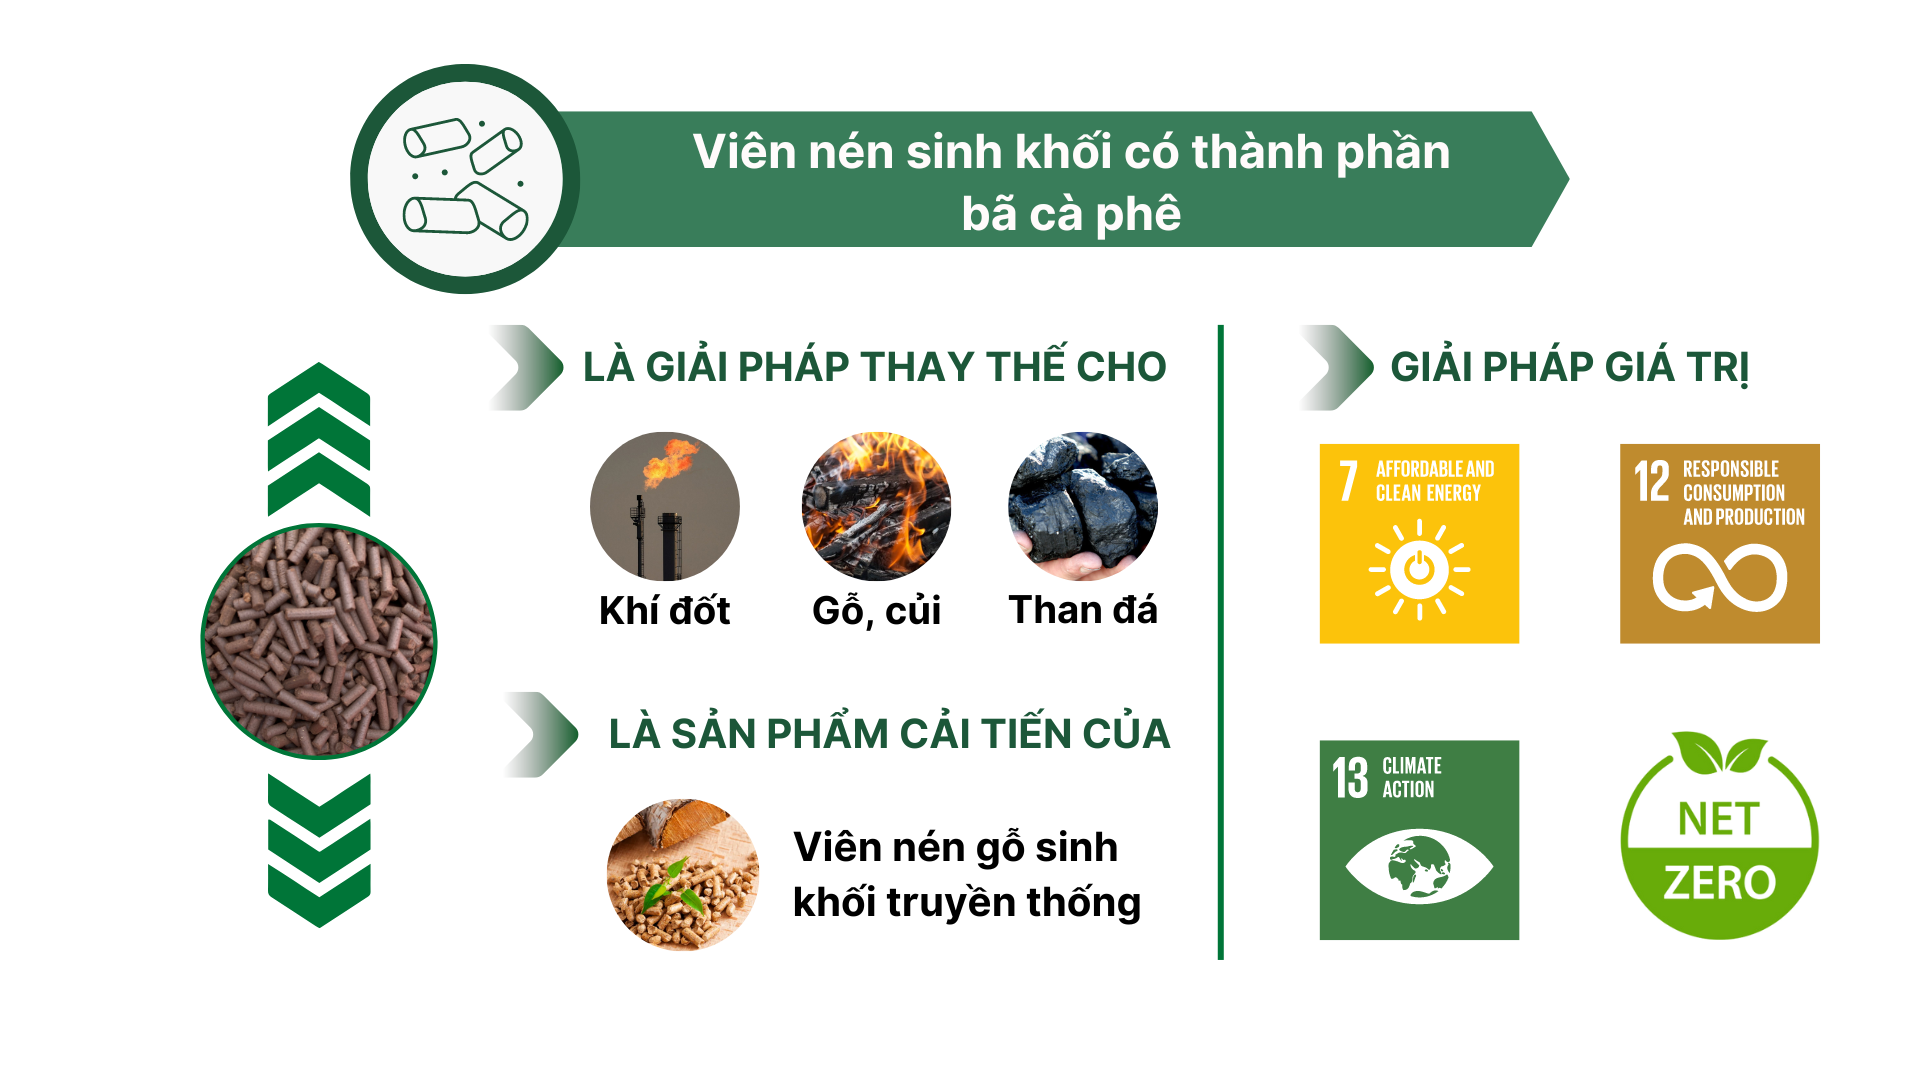 Viên nén sinh khối có thành phần
bã cà phê
LÀ GIẢI PHÁP THAY THẾ CHO
Khí đốt
Gỗ, củi
Than đá
LÀ SẢN PHẨM CẢI TIẾN CỦA
Viên nén gỗ sinh
khối truyền thống
GIẢI PHÁP GIÁ TRỊ
7 AFFORDABLE AND
CLEAN ENERGY
12 RESPONSIBLE
CONSUMPTION
AND PRODUCTION
13 CLIMATE
ACTION
NET
ZERO